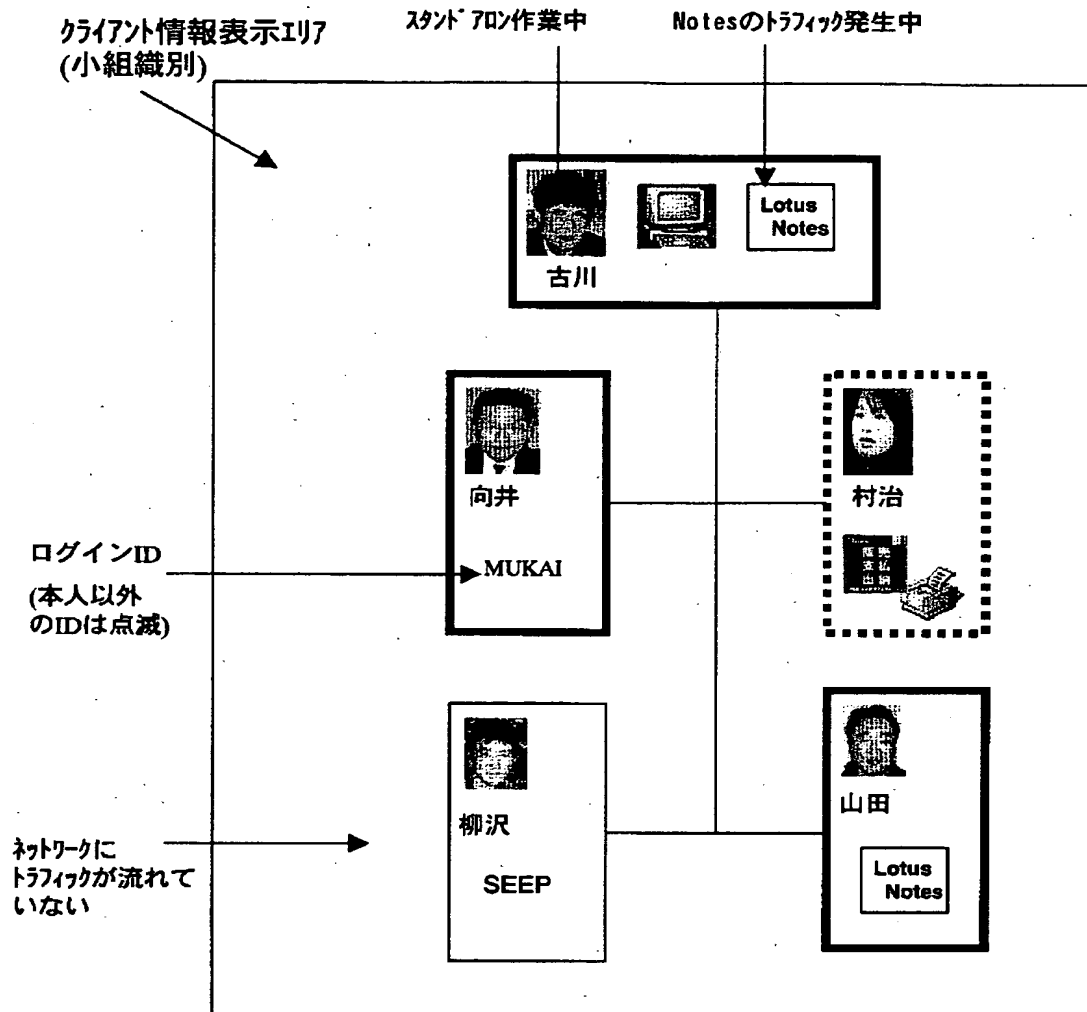 クライアント情報表示エリア
(小組織別)
スタンドアロン作業中
Notesのトラフィック発生中
Lotus
Notes
古川
向井
MUKAI
村治
ログインID
(本人以外
のIDは点滅)
柳沢
SEEP
山田
Lotus
Notes
ネットワークに
トラフィックが流れて
いない